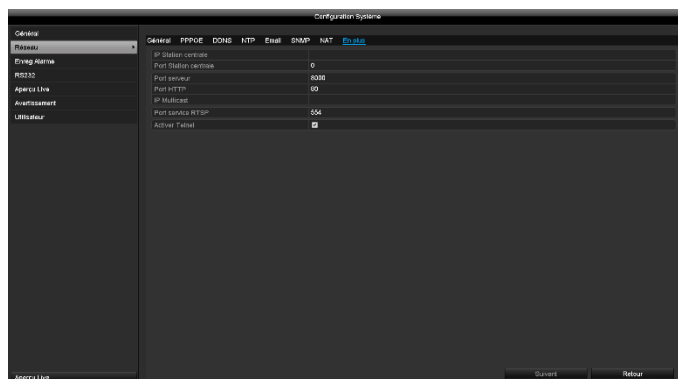 Configuration Système
Général
Réseau
Enreg Alarme
RS232
Aperçu Live
Avertissement
Utilisateur
Général PPPOE DDNS NTP Email SNMP NAT En plus
IP Station centrale
Port Station centrale 0
Port serveur 8000
Port HTTP 80
IP Multicast
Port service RTSP 554
Activer Telnet
Aperçu Live
Suivant Retour